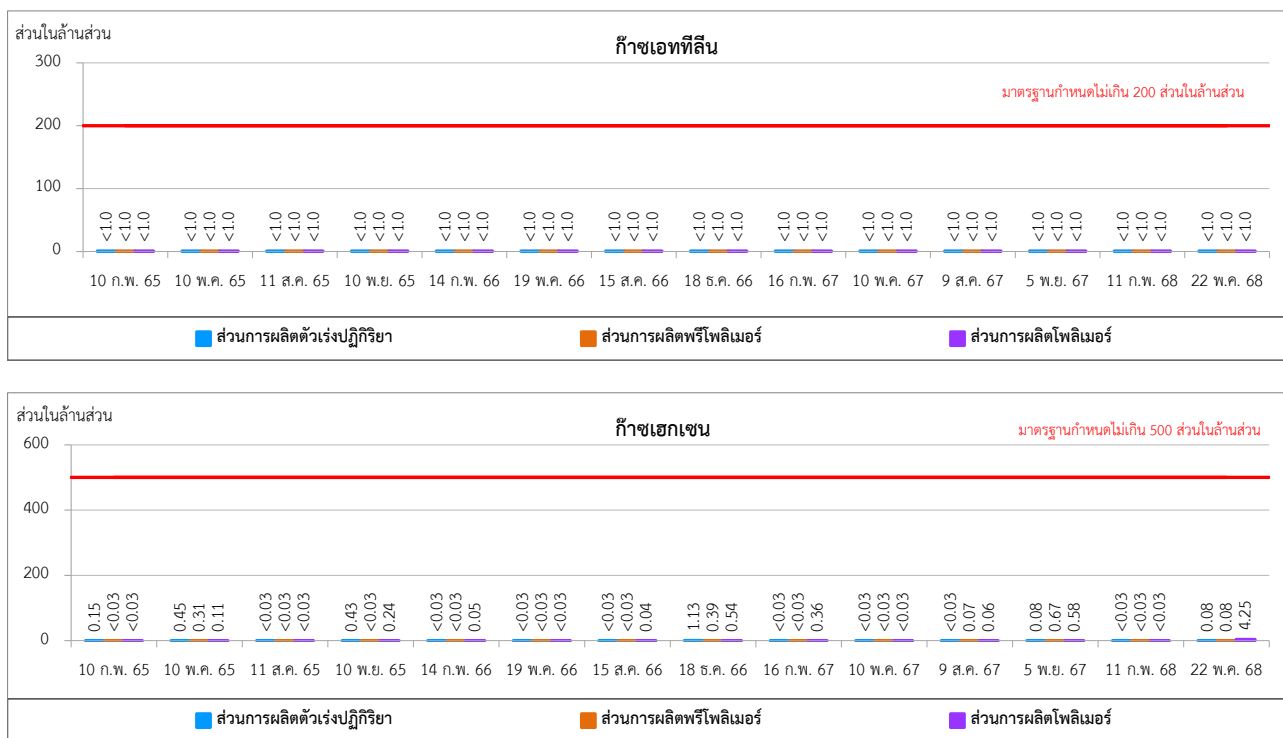 ส่วนในล้านส่วน
ก๊าซเอททีลีน
300
มาตรฐานกำหนดไม่เกิน 200 ส่วนในล้านส่วน
200
100
<1.0 <1.0 <1.0 <1.0 <1.0 <1.0 <1.0 <1.0 <1.0 <1.0 <1.0 <1.0 <1.0 <1.0 <1.0 <1.0 <1.0 <1.0 <1.0 <1.0 <1.0 <1.0 <1.0 <1.0 <1.0 <1.0 <1.0 <1.0 <1.0 <1.0 <1.0 <1.0 <1.0 <1.0 <1.0 <1.0 <1.0 <1.0 <1.0 <1.0 <1.0 <1.0
0
10 ก.พ. 65 10 พ.ค. 65 11 ส.ค. 65 10 พ.ย. 65 14 ก.พ. 66 19 พ.ค. 66 15 ส.ค. 66 18 ธ.ค. 66 16 ก.พ. 67 10 พ.ค. 67 9 ส.ค. 67 5 พ.ย. 67 11 ก.พ. 68 22 พ.ค. 68
ส่วนการผลิตตัวเร่งปฏิกิริยา ส่วนการผลิตพรีโพลิเมอร์ ส่วนการผลิตโพลิเมอร์
ส่วนในล้านส่วน
ก๊าซเฮกเซน
มาตรฐานกำหนดไม่เกิน 500 ส่วนในล้านส่วน
600
400
200
0.15 <0.03 <0.03 0.45 0.31 0.11 <0.03 <0.03 <0.03 0.43 <0.03 0.24 <0.03 <0.03 0.05 <0.03 <0.03 <0.03 <0.03 <0.03 0.04 1.13 0.39 0.54 <0.03 <0.03 0.36 <0.03 <0.03 <0.03 <0.03 0.07 0.06 0.08 0.67 0.58 <0.03 <0.03 <0.03 0.08 0.08 4.25
0
10 ก.พ. 65 10 พ.ค. 65 11 ส.ค. 65 10 พ.ย. 65 14 ก.พ. 66 19 พ.ค. 66 15 ส.ค. 66 18 ธ.ค. 66 16 ก.พ. 67 10 พ.ค. 67 9 ส.ค. 67 5 พ.ย. 67 11 ก.พ. 68 22 พ.ค. 68
ส่วนการผลิตตัวเร่งปฏิกิริยา ส่วนการผลิตพรีโพลิเมอร์ ส่วนการผลิตโพลิเมอร์